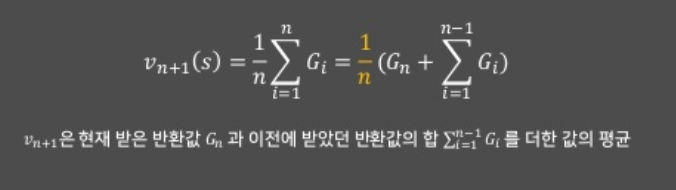 v_{n+1}(s) = \frac{1}{n} \sum_{i=1}^{n} G_i = \frac{1}{n} (G_n + \sum_{i=1}^{n-1} G_i)
v_{n+1}은 현재 받은 반환값 G_n 과 이전에 받았던 반환값의 합 \sum_{i=1}^{n-1} G_i 를 더한 값의 평균